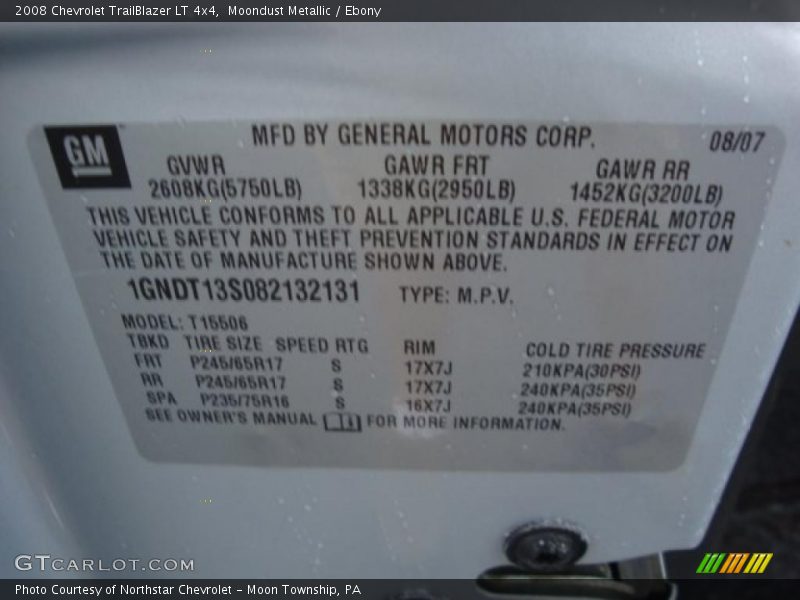 2008 Chevrolet TrailBlazer LT 4x4, Moondust Metallic / Ebony
GM
MFD BY GENERAL MOTORS CORP. 08/07
GVWR GAWR FRT GAWR RR
2608KG(5750LB) 1338KG(2950LB) 1452KG(3200LB)
THIS VEHICLE CONFORMS TO ALL APPLICABLE U.S. FEDERAL MOTOR
VEHICLE SAFETY AND THEFT PREVENTION STANDARDS IN EFFECT ON
THE DATE OF MANUFACTURE SHOWN ABOVE.
1GNDT13S082132131 TYPE: M.P.V.
MODEL: T15506
TBKD TIRE SIZE SPEED RTG RIM COLD TIRE PRESSURE
FRT P245/65R17 S 17X7J 210KPA(30PSI)
RR P245/65R17 S 17X7J 240KPA(35PSI)
SPA P235/75R16 S 16X7J 240KPA(35PSI)
SEE OWNER'S MANUAL FOR MORE INFORMATION.
GTCARLOT.COM
Photo Courtesy of Northstar Chevrolet – Moon Township, PA